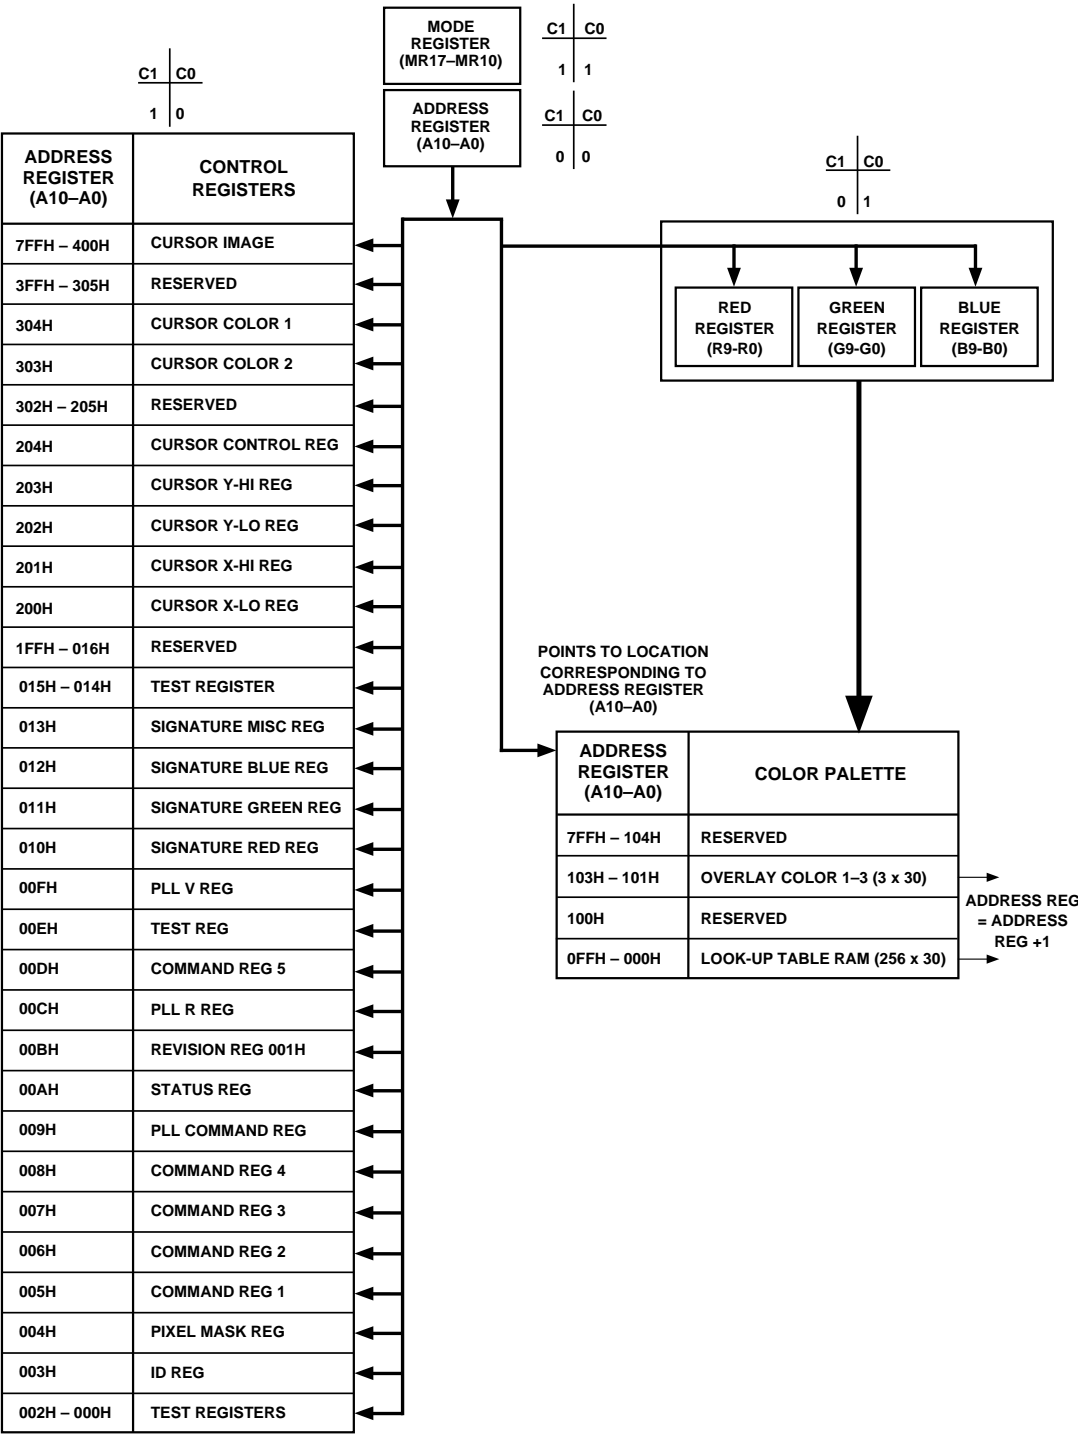 MODE
REGISTER
(MR17–MR10)
C1 C0
1 1
ADDRESS
REGISTER
(A10–A0)
C1 C0
0 0
C1 C0
1 0
ADDRESS
REGISTER
(A10–A0)
CONTROL
REGISTERS
7FFH – 400H CURSOR IMAGE
3FFH – 305H RESERVED
304H CURSOR COLOR 1
303H CURSOR COLOR 2
302H – 205H RESERVED
204H CURSOR CONTROL REG
203H CURSOR Y-HI REG
202H CURSOR Y-LO REG
201H CURSOR X-HI REG
200H CURSOR X-LO REG
1FFH – 016H RESERVED
015H – 014H TEST REGISTER
013H SIGNATURE MISC REG
012H SIGNATURE BLUE REG
011H SIGNATURE GREEN REG
010H SIGNATURE RED REG
00FH PLL V REG
00EH TEST REG
00DH COMMAND REG 5
00CH PLL R REG
00BH REVISION REG 001H
00AH STATUS REG
009H PLL COMMAND REG
008H COMMAND REG 4
007H COMMAND REG 3
006H COMMAND REG 2
005H COMMAND REG 1
004H PIXEL MASK REG
003H ID REG
002H – 000H TEST REGISTERS
C1 C0
0 1
RED
REGISTER
(R9-R0)
GREEN
REGISTER
(G9-G0)
BLUE
REGISTER
(B9-B0)
POINTS TO LOCATION
CORRESPONDING TO
ADDRESS REGISTER
(A10–A0)
ADDRESS
REGISTER
(A10–A0)
COLOR PALETTE
7FFH – 104H RESERVED
103H – 101H OVERLAY COLOR 1–3 (3 x 30)
100H RESERVED
0FFH – 000H LOOK-UP TABLE RAM (256 x 30)
ADDRESS REG
= ADDRESS
REG +1